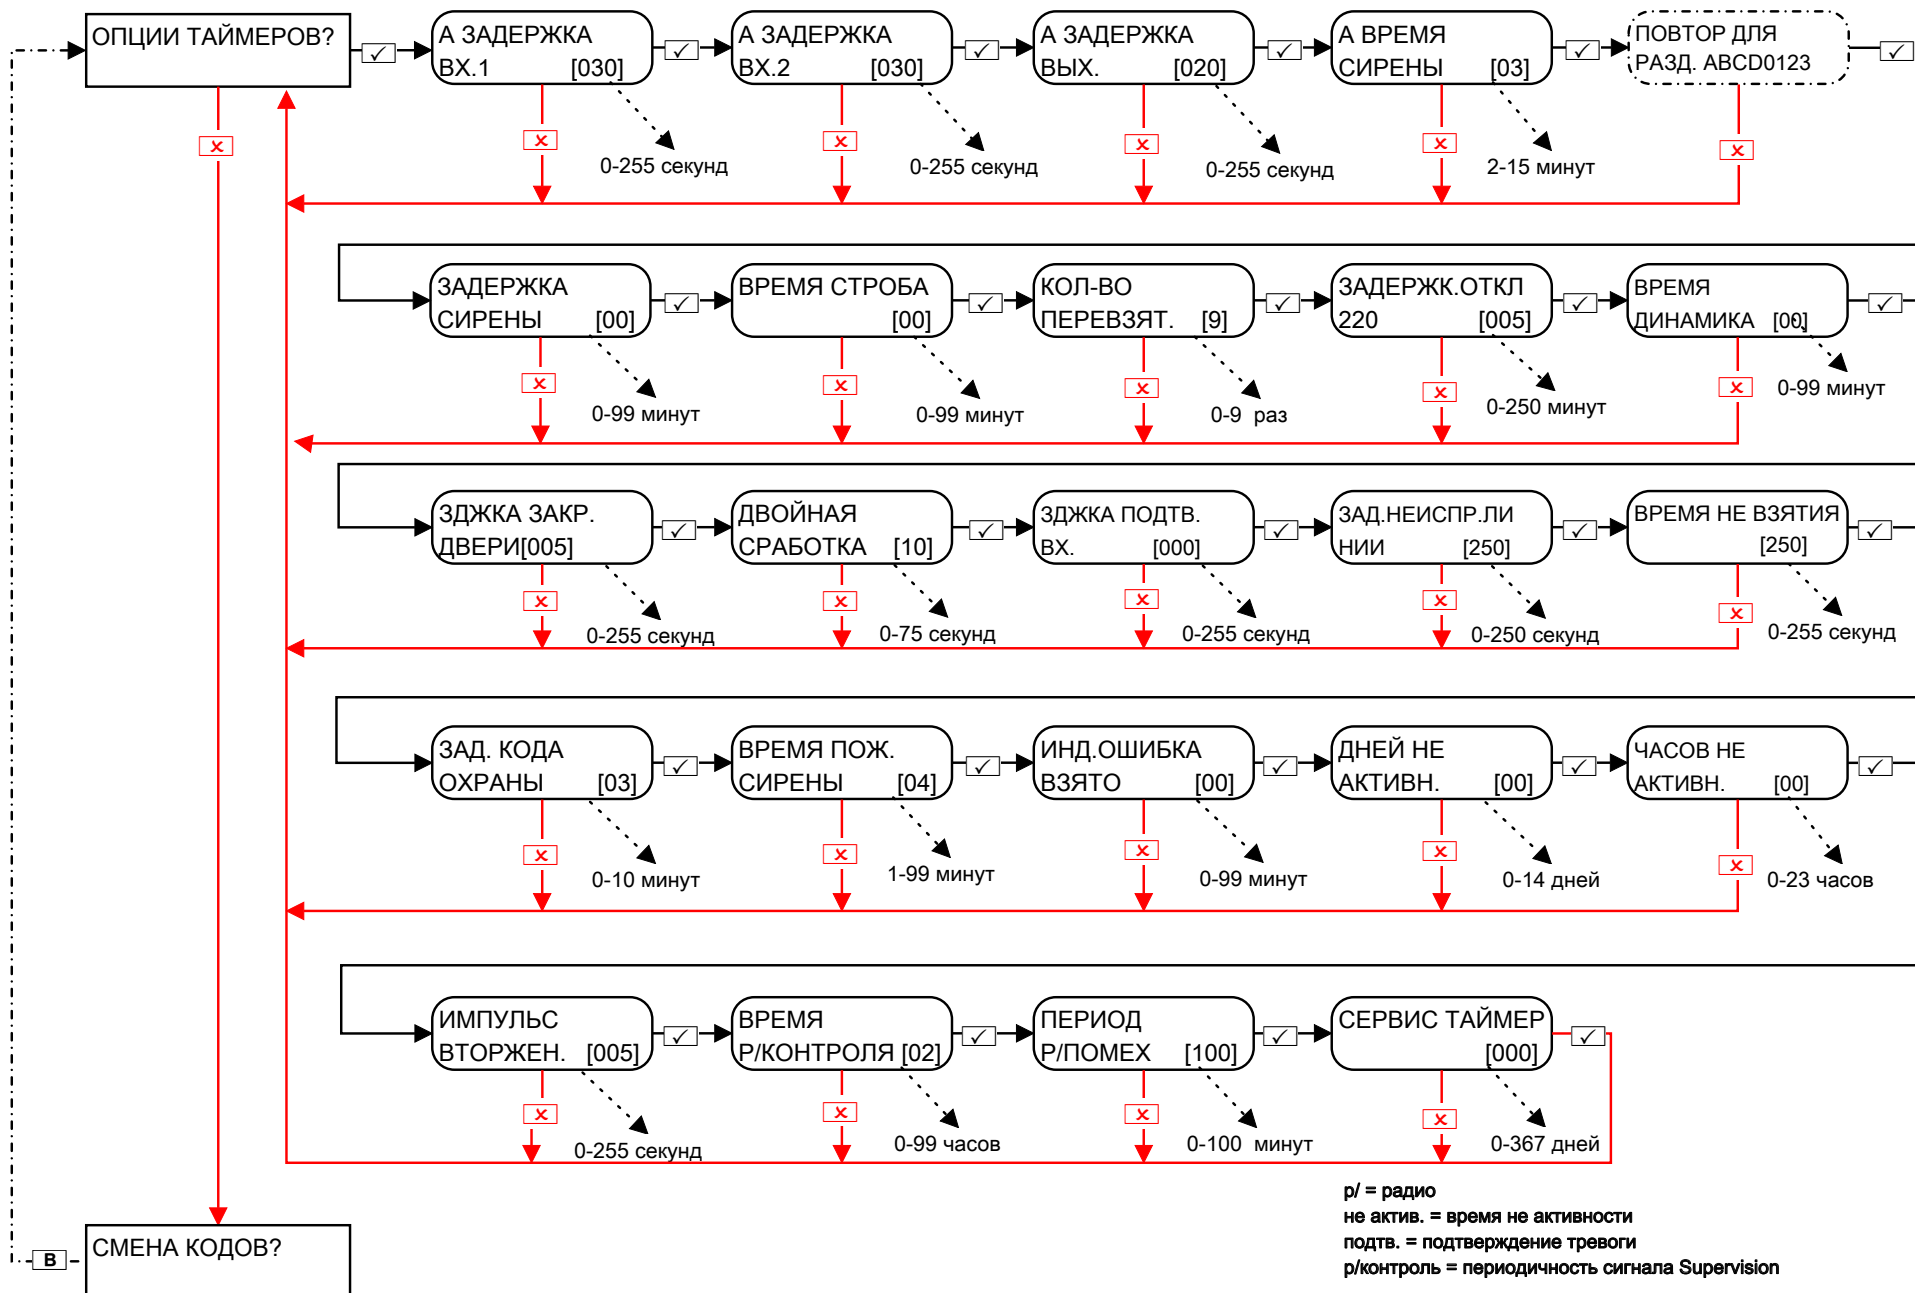 ОПЦИИ ТАЙМЕРОВ?
А ЗАДЕРЖКА
ВХ.1 [030]
0-255 секунд
А ЗАДЕРЖКА
ВХ.2 [030]
0-255 секунд
А ЗАДЕРЖКА
ВЫХ. [020]
0-255 секунд
А ВРЕМЯ
СИРЕНЫ [03]
2-15 минут
ПОВТОР ДЛЯ
РАЗД. ABCD0123
ЗАДЕРЖКА
СИРЕНЫ [00]
0-99 минут
ВРЕМЯ СТРОБА
[00]
0-99 минут
КОЛ-ВО
ПЕРЕВЗЯТ. [9]
0-9 раз
ЗАДЕРЖК.ОТКЛ
220 [005]
0-250 минут
ВРЕМЯ
ДИНАМИКА [00]
0-99 минут
ЗДЖКА ЗАКР.
ДВЕРИ[005]
0-255 секунд
ДВОЙНАЯ
СРАБОТКА [10]
0-75 секунд
ЗДЖКА ПОДТВ.
ВХ. [000]
0-255 секунд
ЗАД.НЕИСПР.ЛИ
НИИ [250]
0-250 секунд
ВРЕМЯ НЕ ВЗЯТИЯ
[250]
0-255 секунд
ЗАД. КОДА
ОХРАНЫ [03]
0-10 минут
ВРЕМЯ ПОЖ.
СИРЕНЫ [04]
1-99 минут
ИНД.ОШИБКА
ВЗЯТО [00]
0-99 минут
ДНЕЙ НЕ
АКТИВН. [00]
0-14 дней
ЧАСОВ НЕ
АКТИВН. [00]
0-23 часов
ИМПУЛЬС
ВТОРЖЕН. [005]
0-255 секунд
ВРЕМЯ
Р/КОНТРОЛЯ [02]
0-99 часов
ПЕРИОД
Р/ПОМЕХ [100]
0-100 минут
СЕРВИС ТАЙМЕР
[000]
0-367 дней
р/ = радио
не актив. = время не активности
подтв. = подтверждение тревоги
р/контроль = периодичность сигнала Supervision
В
СМЕНА КОДОВ?